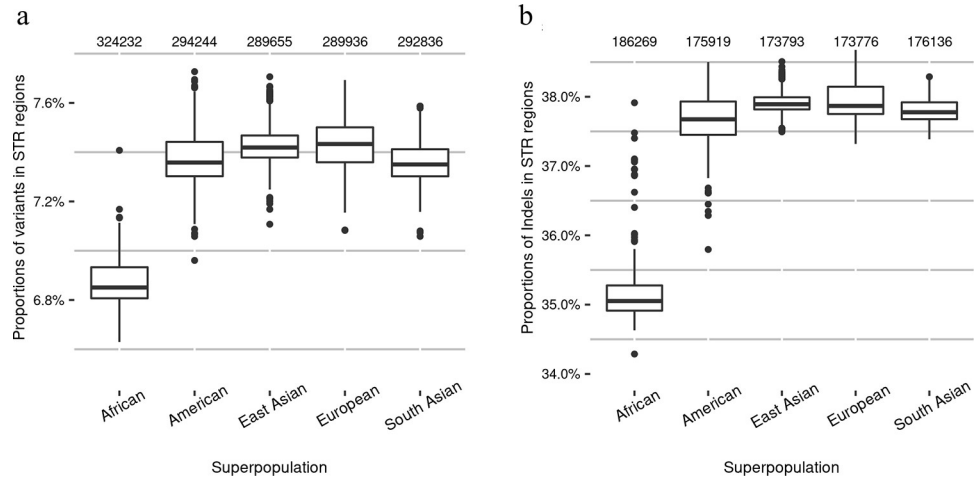 a
324232 294244 289655 289936 292836
Proportions of variants in STR regions
7.6%
7.2%
6.8%
African American East Asian European South Asian
Superpopulation
b
186269 175919 173793 173776 176136
Proportions of Indels in STR regions
38.0%
37.0%
36.0%
35.0%
34.0%
African American East Asian European South Asian
Superpopulation